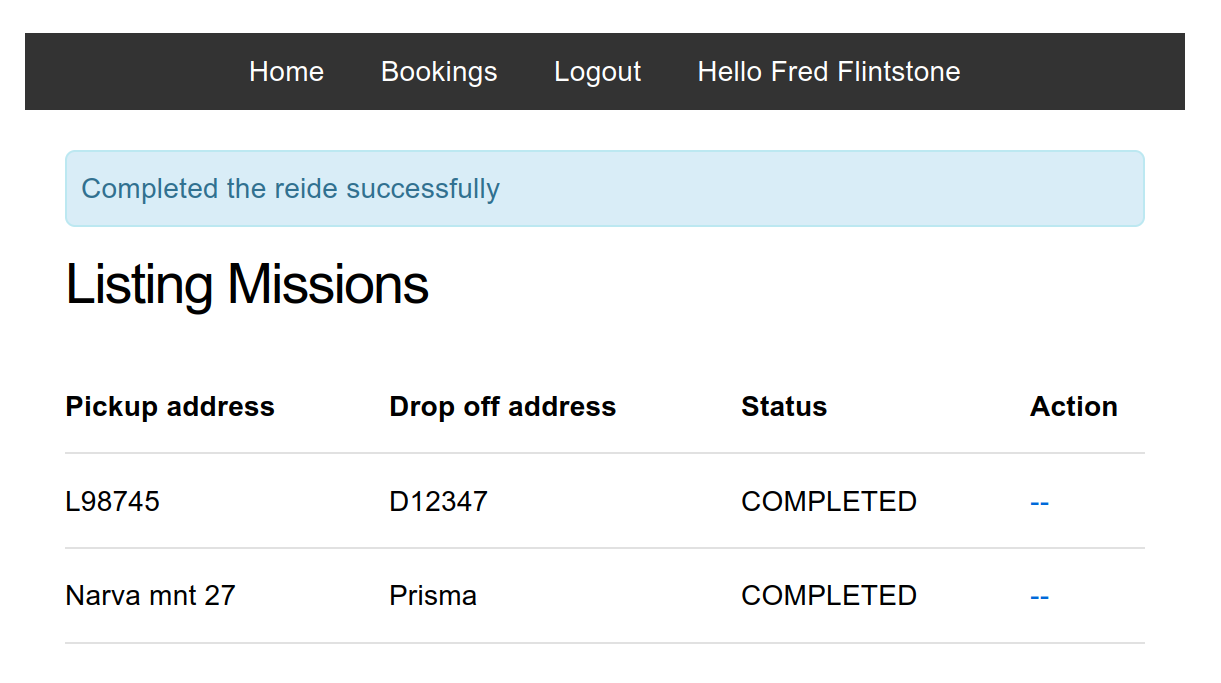 Home Bookings Logout Hello Fred Flintstone
Completed the reide successfully
Listing Missions
Pickup address Drop off address Status Action
L98745 D12347 COMPLETED --
Narva mnt 27 Prisma COMPLETED --